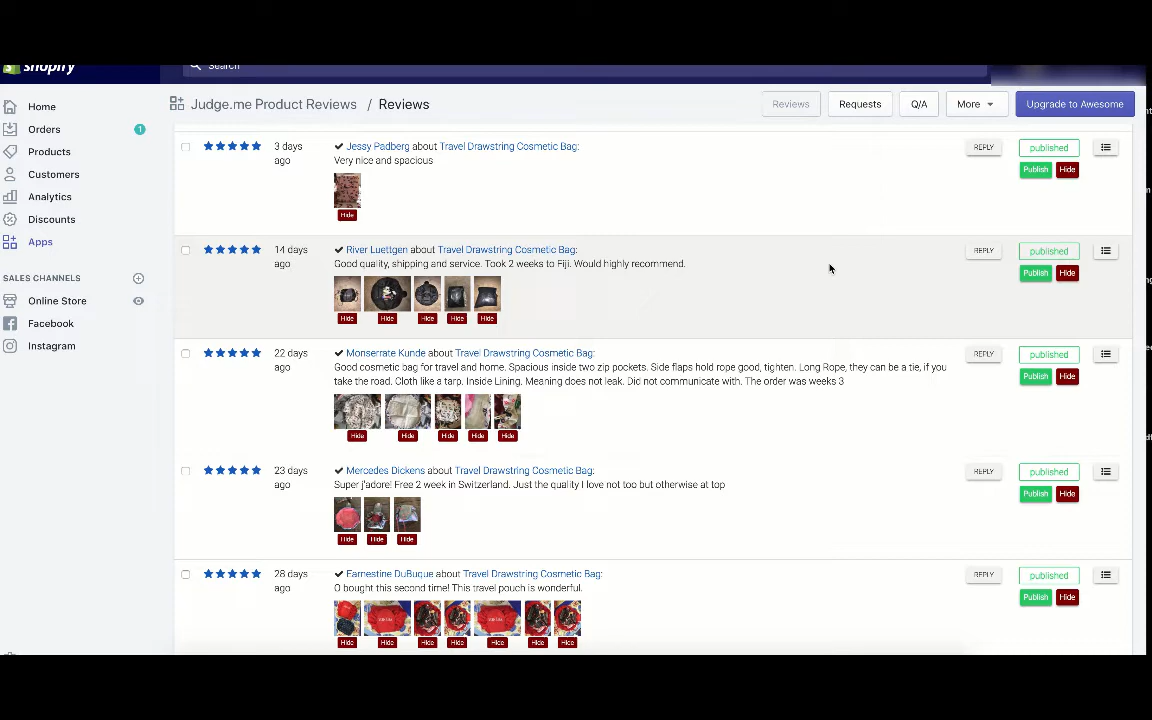 shopify
Search
Judge.me Product Reviews / Reviews
Reviews
Requests
Q/A
More
Upgrade to Awesome
Home
Orders 1
Products
Customers
Analytics
Discounts
Apps
SALES CHANNELS
Online Store
Facebook
Instagram
3 days ago
Jessy Padberg about Travel Drawstring Cosmetic Bag:
Very nice and spacious
Hide
REPLY
published
Publish Hide
14 days ago
River Luettgen about Travel Drawstring Cosmetic Bag:
Good quality, shipping and service. Took 2 weeks to Fiji. Would highly recommend.
Hide Hide Hide Hide Hide
REPLY
published
Publish Hide
22 days ago
Monserrate Kunde about Travel Drawstring Cosmetic Bag:
Good cosmetic bag for travel and home. Spacious inside two zip pockets. Side flaps hold rope good, tighten. Long Rope, they can be a tie, if you
take the road. Cloth like a tarp. Inside Lining. Meaning does not leak. Did not communicate with. The order was weeks 3
Hide Hide Hide Hide Hide
REPLY
published
Publish Hide
23 days ago
Mercedes Dickens about Travel Drawstring Cosmetic Bag:
Super j'adore! Free 2 week in Switzerland. Just the quality I love not too but otherwise at top
Hide Hide Hide
REPLY
published
Publish Hide
28 days ago
Earnestine DuBuque about Travel Drawstring Cosmetic Bag:
O bought this second time! This travel pouch is wonderful.
Hide Hide Hide Hide Hide Hide Hide
REPLY
published
Publish Hide